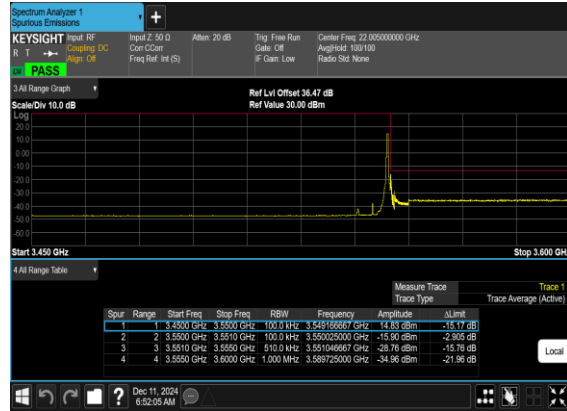 Spectrum Analyzer 1
Spurious Emissions
+
KEYSIGHT Input: RF Input Z: 50 Ω Atten: 20 dB Trig: Free Run Center Freq: 22.005000000 GHz
R T Coupling: DC Corr CCorr Gate: Off Avg|Hold: 100/100
Align: Off Freq Ref: Int (S) IF Gain: Low Radio Std: None
PASS
3 All Range Graph
Ref Lvl Offset 36.47 dB
Scale/Div 10.0 dB Ref Value 30.00 dBm
Log
20.0
10.0
0.00
-10.0
-20.0
-30.0
-40.0
-50.0
-60.0
Start 3.450 GHz Stop 3.600 GH
4 All Range Table
Measure Trace Trace 1
Trace Type Trace Average (Active)
Spur Range Start Freq Stop Freq RBW Frequency Amplitude ΔLimit
1 1 3.4500 GHz 3.5500 GHz 100.0 kHz 3.549166667 GHz 14.83 dBm -15.17 dB
2 2 3.5500 GHz 3.5510 GHz 100.0 kHz 3.550025000 GHz -15.90 dBm -2.905 dB
3 3 3.5510 GHz 3.5550 GHz 510.0 kHz 3.551046667 GHz -28.76 dBm -15.76 dB
4 4 3.5550 GHz 3.6000 GHz 1.000 MHz 3.589725000 GHz -34.96 dBm -21.96 dB
Local
?
Dec 11, 2024
6:52:05 AM